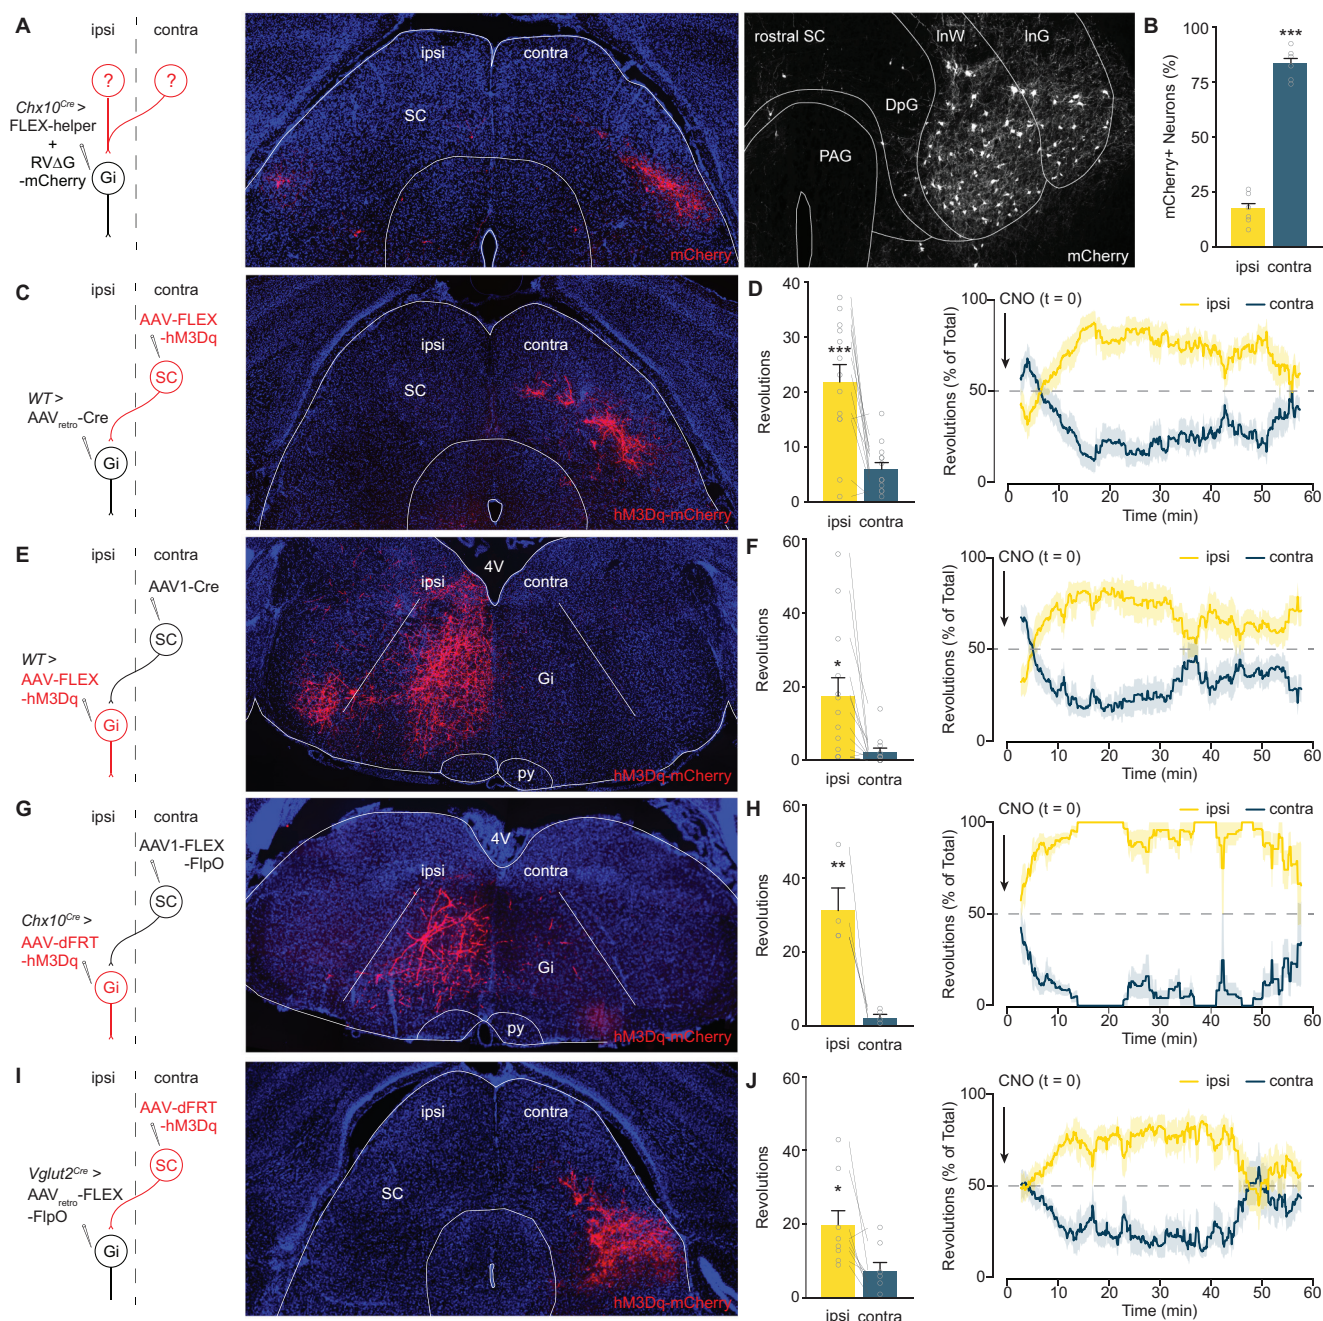 A
ipsi
contra
?
?
Chx10Cre >
FLEX-helper
+
RVΔG
-mCherry
Gi
ipsi
contra
SC
mCherry
rostral SC
InW
InG
DpG
PAG
mCherry
B
mCherry+ Neurons (%)
100
75
50
25
0
***
ipsi
contra
C
ipsi
contra
AAV-FLEX
-hM3Dq
SC
WT >
AAVretro-Cre
Gi
ipsi
contra
SC
hM3Dq-mCherry
D
Revolutions
40
30
20
10
0
***
ipsi
contra
Revolutions (% of Total)
100
50
0
CNO (t = 0)
ipsi
contra
0
10
20
30
40
50
60
Time (min)
E
ipsi
contra
AAV1-Cre
SC
WT >
AAV-FLEX
-hM3Dq
Gi
4V
ipsi
contra
Gi
py
hM3Dq-mCherry
F
Revolutions
60
40
20
0
*
ipsi
contra
Revolutions (% of Total)
100
50
0
CNO (t = 0)
ipsi
contra
0
10
20
30
40
50
60
Time (min)
G
ipsi
contra
AAV1-FLEX
-FlpO
SC
Chx10Cre >
AAV-dFRT
-hM3Dq
Gi
4V
ipsi
contra
Gi
py
hM3Dq-mCherry
H
Revolutions
60
40
20
0
**
ipsi
contra
Revolutions (% of Total)
100
50
0
CNO (t = 0)
ipsi
contra
0
10
20
30
40
50
60
Time (min)
I
ipsi
contra
AAV-dFRT
-hM3Dq
SC
Vglut2Cre >
AAVretro-FLEX
-FlpO
Gi
ipsi
contra
SC
hM3Dq-mCherry
J
Revolutions
60
40
20
0
*
ipsi
contra
Revolutions (% of Total)
100
50
0
CNO (t = 0)
ipsi
contra
0
10
20
30
40
50
60
Time (min)